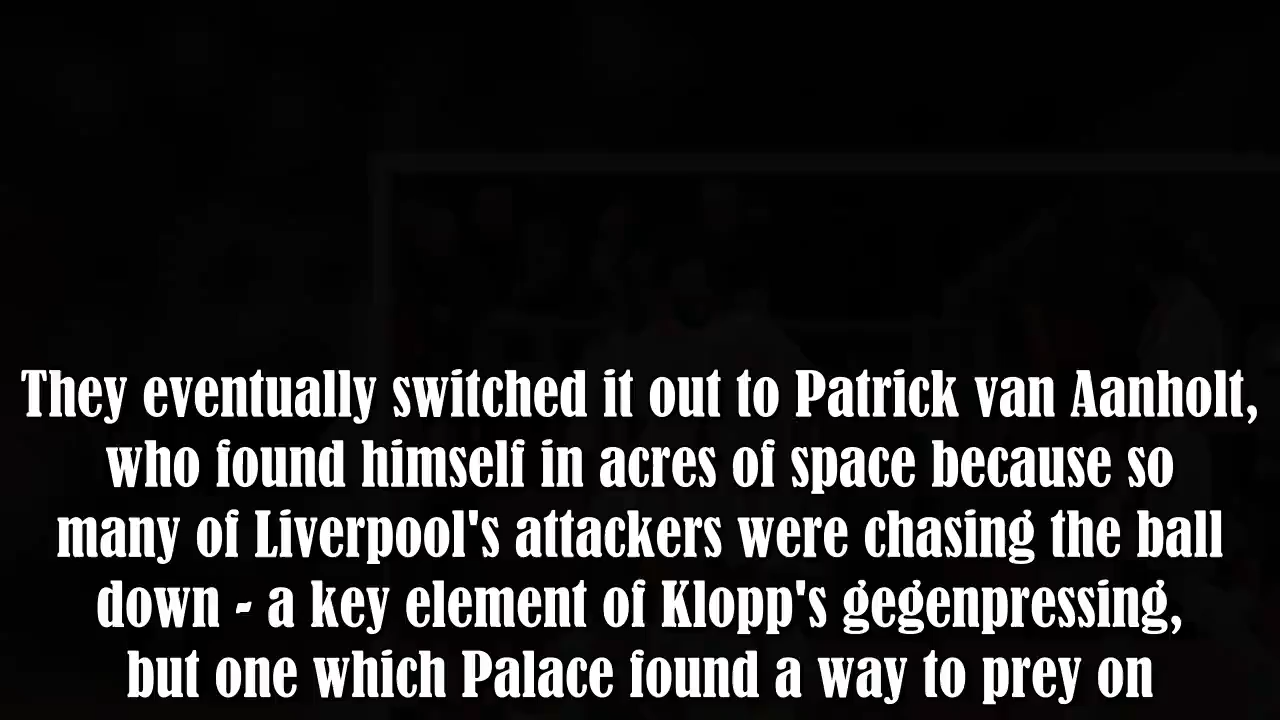 They eventually switched it out to Patrick van Aanholt,
who found himself in acres of space because so
many of Liverpool's attackers were chasing the ball
down - a key element of Klopp's gegenpressing,
but one which Palace found a way to prey on